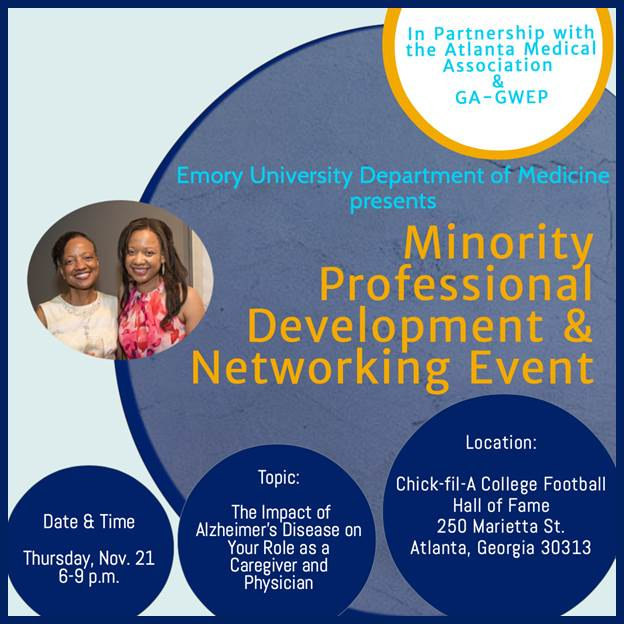 In Partnership with
the Atlanta Medical
Association
&
GA-GWEP
Emory University Department of Medicine
presents
Minority
Professional
Development &
Networking Event
Date & Time
Thursday, Nov. 21
6-9 p.m.
Topic:
The Impact of
Alzheimer's Disease on
Your Role as a
Caregiver and
Physician
Location:
Chick-fil-A College Football
Hall of Fame
250 Marietta St.
Atlanta, Georgia 30313